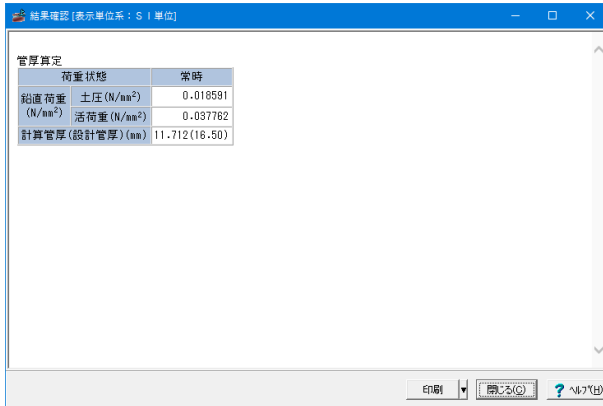 結果確認 [表示単位系：ＳＩ単位]
管厚算定
荷重状態 常時
鉛直荷重 (N/mm²) 土圧(N/mm²) 0.018591
活荷重(N/mm²) 0.037762
計算管厚(設計管厚)(mm) 11.712(16.50)
印刷 ▼ 閉じる(C) ? ヘルプ(H)